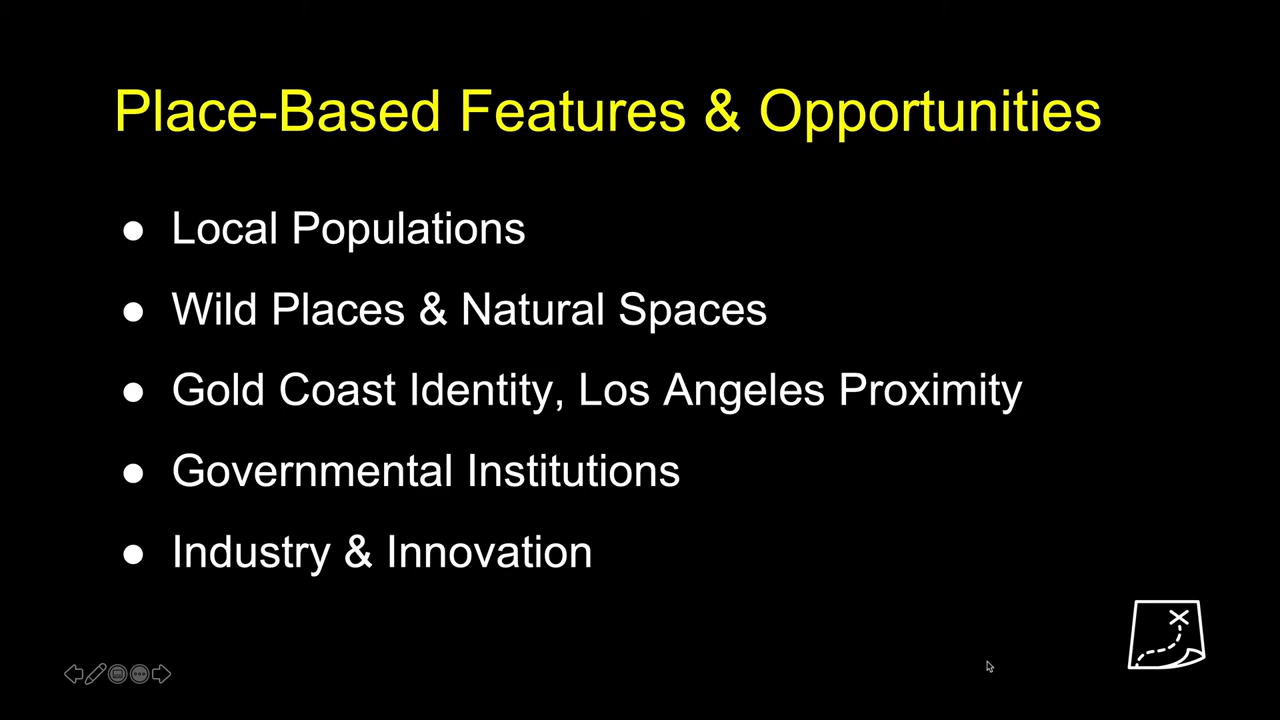 Place-Based Features & Opportunities
● Local Populations
● Wild Places & Natural Spaces
● Gold Coast Identity, Los Angeles Proximity
● Governmental Institutions
● Industry & Innovation